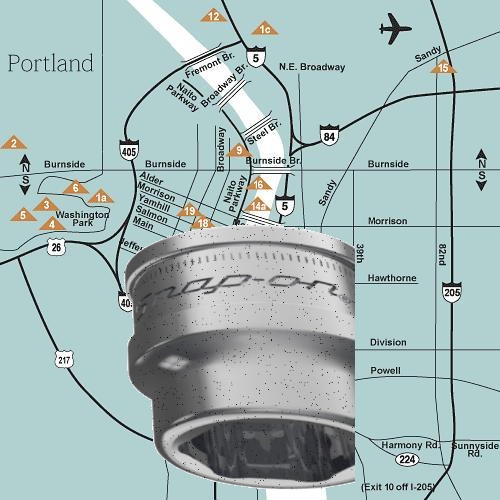 12
1c
5
Sandy
Portland
Fremont Br.
N.E. Broadway
15
Naito
Parkway
Broadway Br.
Steel Br.
84
2
405
Broadway
9
N
S
Burnside
Burnside
Burnside Br.
Burnside
N
S
Alder
6
1a
Morrison
Naito
Parkway
16
Sandy
3
Yamhill
19
14a
5
5
Washington
Park
Salmon
18
Morrison
4
Main
26
Jeffe
39th
82nd
snap-on
Hawthorne
205
40
217
Division
Powell
Harmony Rd.
Sunnyside
Rd.
224
(Exit 10 off I-205)